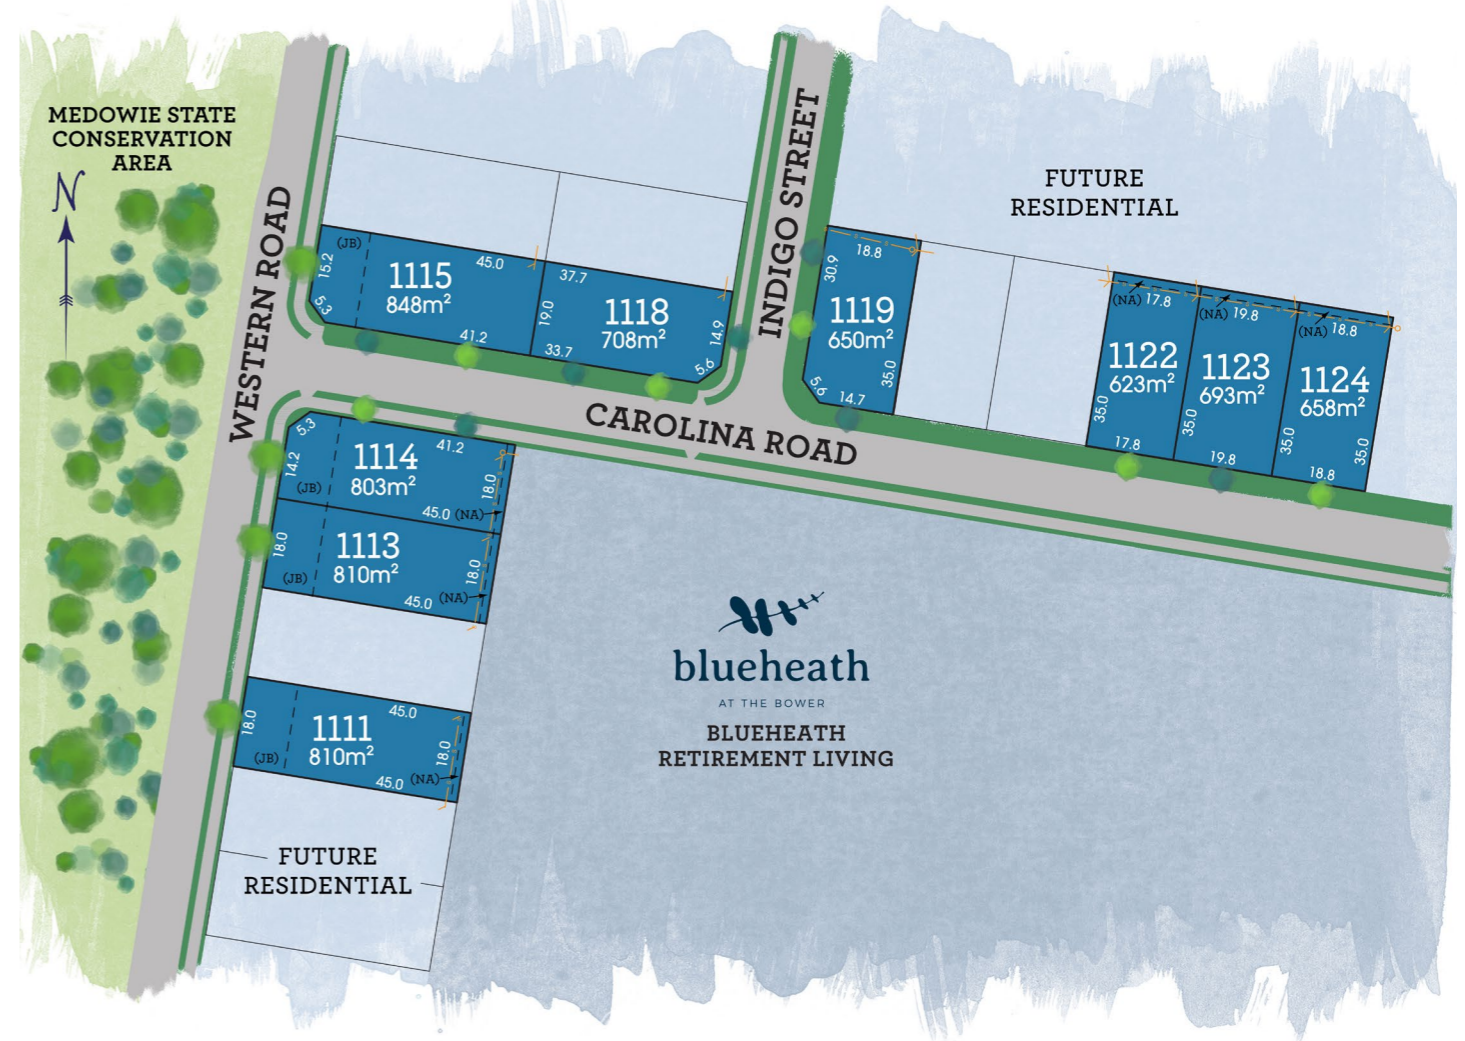 MEDOWIE STATE
CONSERVATION
AREA
N
WESTERN ROAD
INDIGO STREET
CAROLINA ROAD
FUTURE
RESIDENTIAL
(JB)
15.2
5.3
1115
848m²
45.0
41.2
19.0
37.7
1118
708m²
33.7
14.9
5.6
18.8
30.9
1119
650m²
35.0
5.6
14.7
(NA)
17.8
1122
623m²
35.0
17.8
(NA)
19.8
1123
693m²
35.0
19.8
(NA)
18.8
1124
658m²
35.0
35.0
18.8
5.3
14.2
(JB)
1114
803m²
41.2
18.0
45.0
(NA)
18.0
(JB)
1113
810m²
18.0
45.0
(NA)
18.0
(JB)
1111
810m²
45.0
18.0
45.0
(NA)
blueheath
AT THE BOWER
BLUEHEATH
RETIREMENT LIVING
FUTURE
RESIDENTIAL